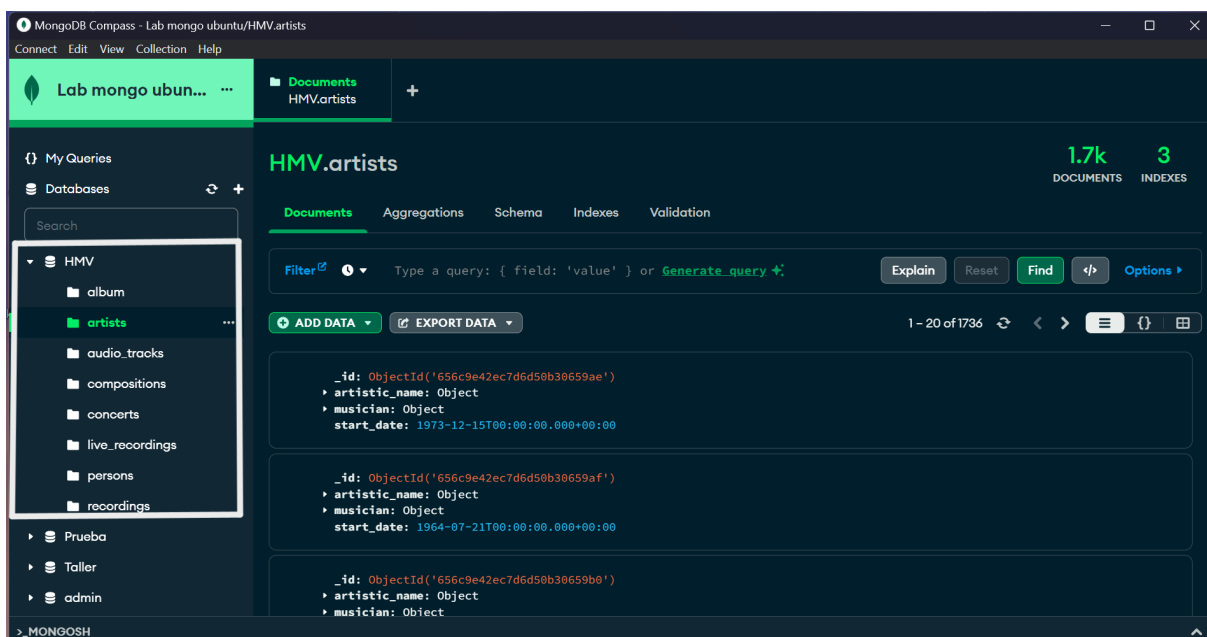 MongoDB Compass - Lab mongo ubuntu/HMV.artists
Connect Edit View Collection Help
Lab mongo ubun... ...
Documents
HMV.artists
+
{} My Queries
Databases
+
Search
HMV
album
artists
...
audio_tracks
compositions
concerts
live_recordings
persons
recordings
Prueba
Taller
admin
HMV.artists
1.7k
DOCUMENTS
3
INDEXES
Documents Aggregations Schema Indexes Validation
Filter Type a query: { field: 'value' } or Generate query Explain Reset Find </> Options
ADD DATA EXPORT DATA 1 – 20 of 1736 {}
_id: ObjectId('656c9e42ec7d6d50b30659ae')
artistic_name: Object
musician: Object
start_date: 1973-12-15T00:00:00.000+00:00
_id: ObjectId('656c9e42ec7d6d50b30659af')
artistic_name: Object
musician: Object
start_date: 1964-07-21T00:00:00.000+00:00
_id: ObjectId('656c9e42ec7d6d50b30659b0')
artistic_name: Object
musician: Object
>_MONGOSH